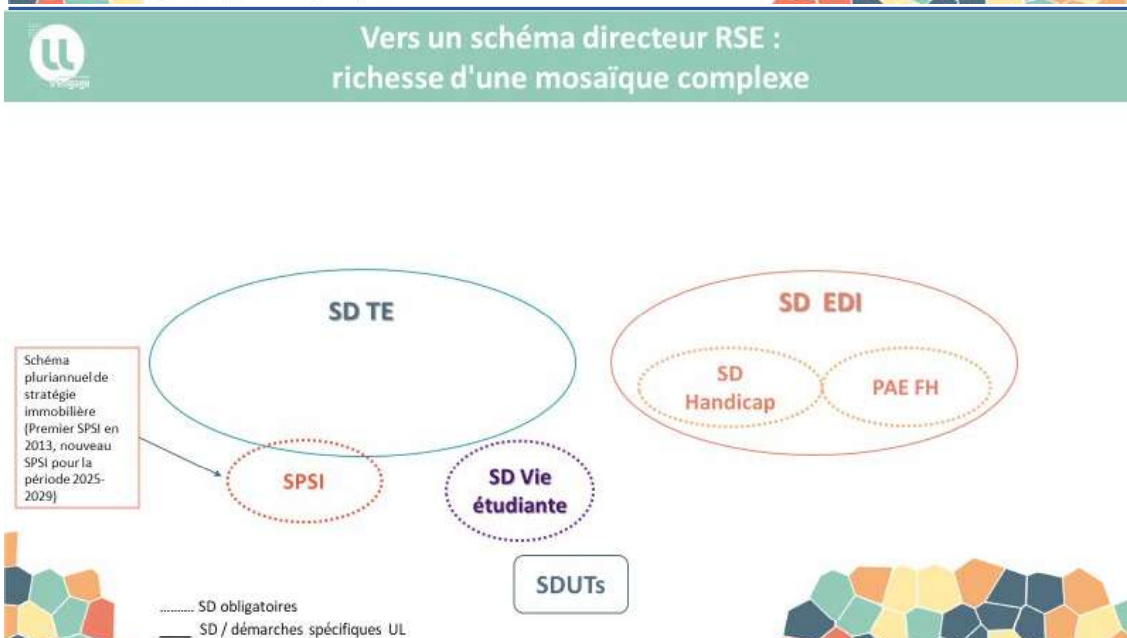 Vers un schéma directeur RSE :
richesse d'une mosaïque complexe
SD TE
SD EDI
SD
Handicap
PAE FH
Schéma
pluriannuel de
stratégie
immobilière
(Premier SPSI en
2013, nouveau
SPSI pour la
période 2025-
2029)
SPSI
SD Vie
étudiante
SDUTs
.......... SD obligatoires
____ SD / démarches spécifiques UL